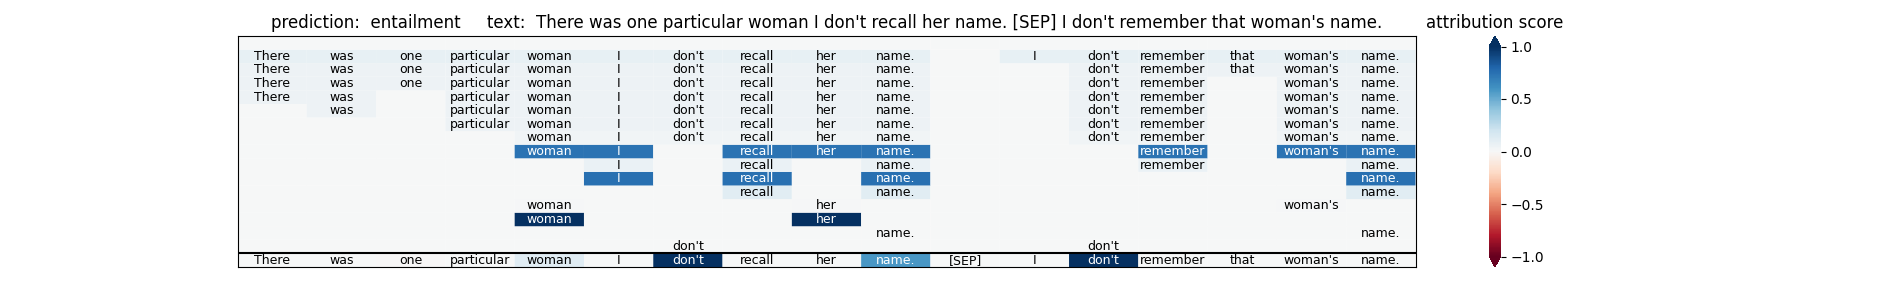 prediction:  entailment     text:  There was one particular woman I don't recall her name. [SEP] I don't remember that woman's name.
attribution score
There was one particular woman I don't recall her name. I don't remember that woman's name.
There was one particular woman I don't recall her name. don't remember that woman's name.
There was one particular woman I don't recall her name. don't remember woman's name.
There was particular woman I don't recall her name. don't remember woman's name.
was particular woman I don't recall her name. don't remember woman's name.
particular woman I don't recall her name. don't remember woman's name.
woman I don't recall her name. don't remember woman's name.
woman I recall her name. remember woman's name.
I recall name. remember name.
I recall name. name.
recall name. name.
woman her woman's
woman her
name. name.
don't don't
There was one particular woman I don't recall her name. [SEP] I don't remember that woman's name.
1.0
0.5
0.0
−0.5
−1.0